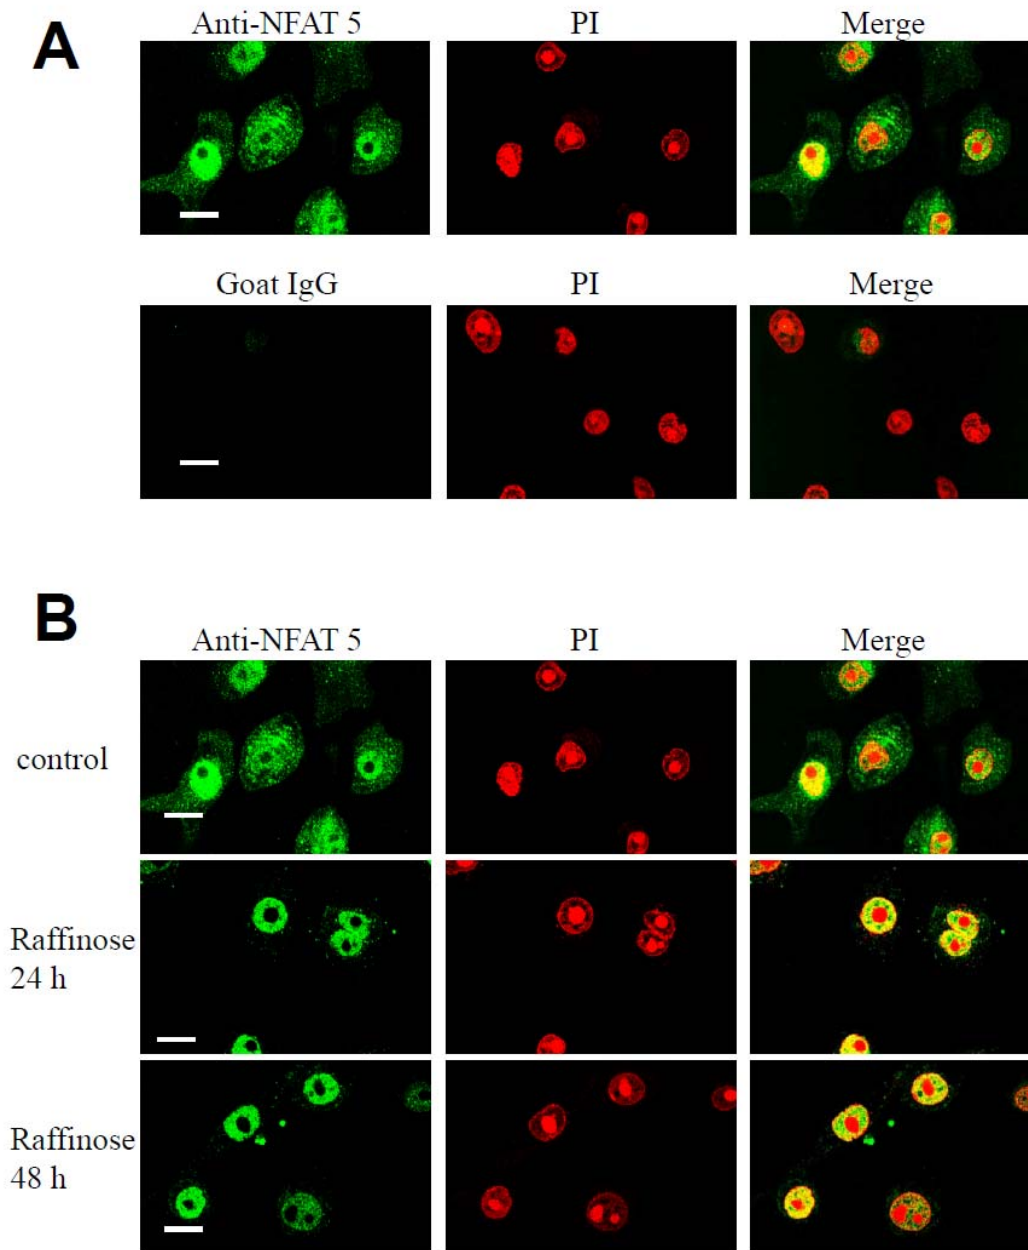 A
Anti-NFAT 5 PI Merge
Goat IgG PI Merge
B
Anti-NFAT 5 PI Merge
control
Raffinose
24 h
Raffinose
48 h